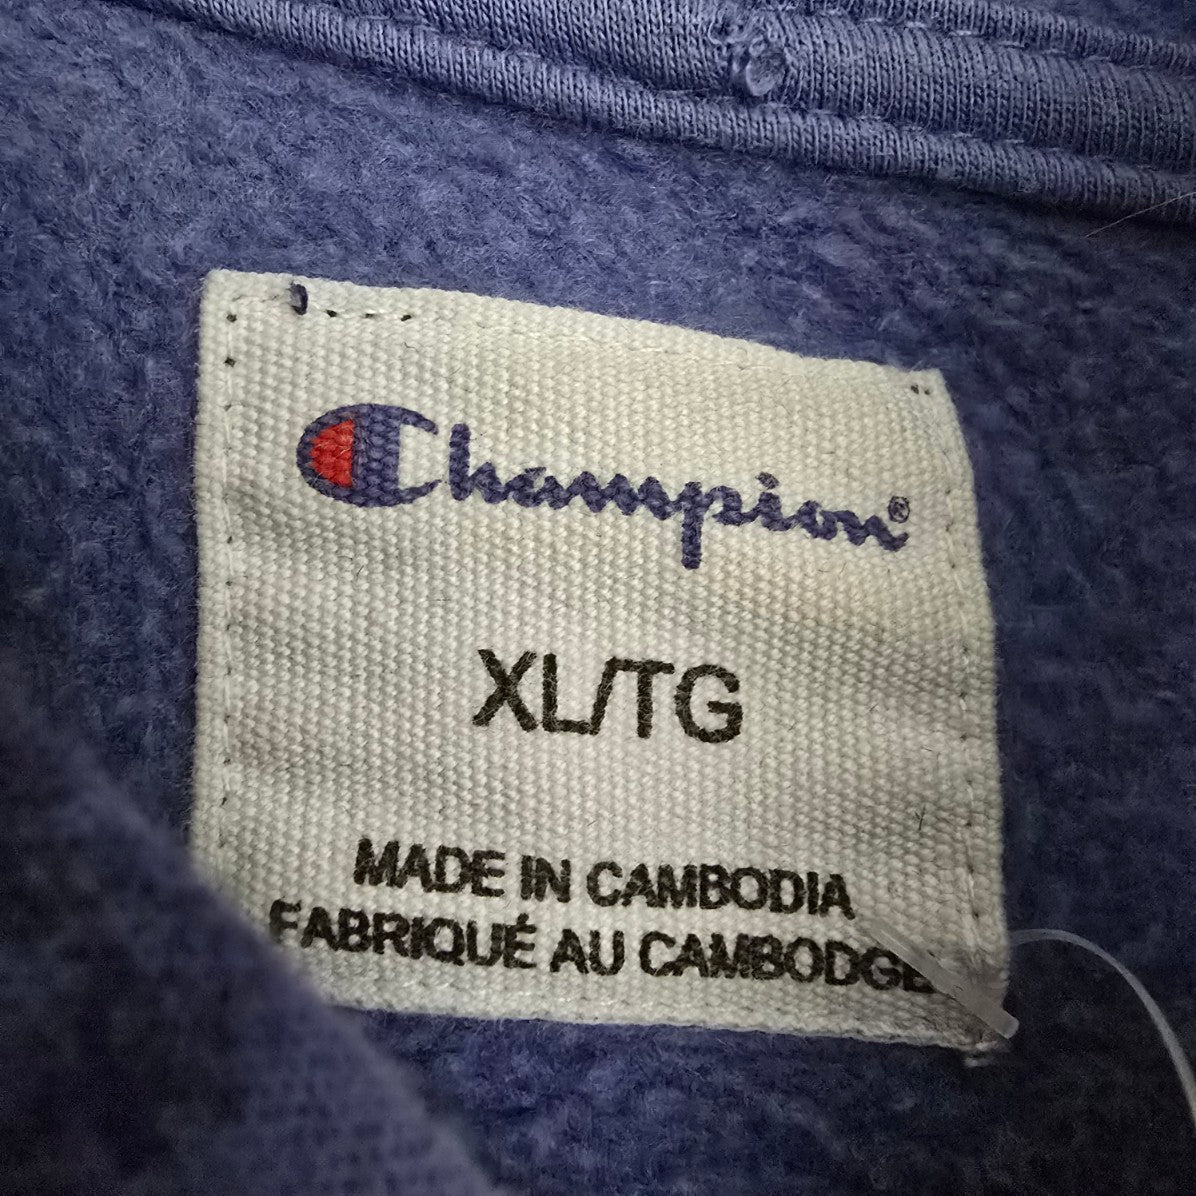 Champion®
XL/TG
MADE IN CAMBODIA
FABRIQUÉ AU CAMBODGE